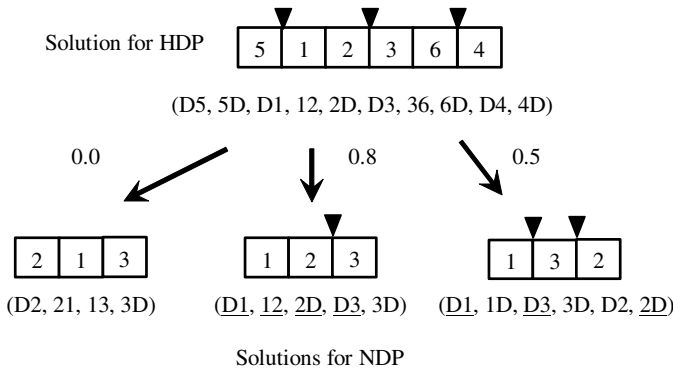 Solution for HDP
5 1 2 3 6 4
(D5, 5D, D1, 12, 2D, D3, 36, 6D, D4, 4D)
0.0 0.8 0.5
2 1 3 1 2 3 1 3 2
(D2, 21, 13, 3D) (D1, 12, 2D, D3, 3D) (D1, 1D, D3, 3D, D2, 2D)
Solutions for NDP